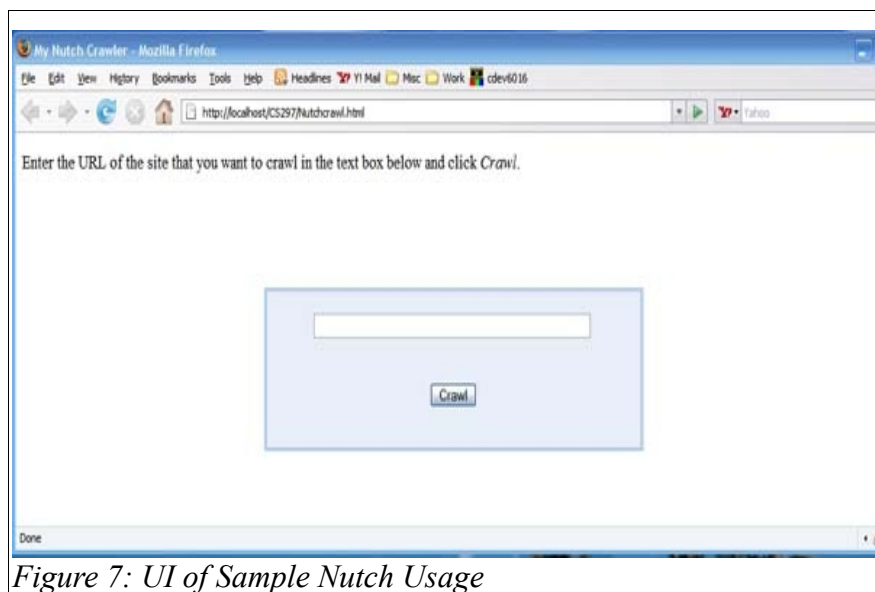 My Nutch Crawler - Mozilla Firefox
File Edit View History Bookmarks Tools Help Headlines Y! Mail Misc Work cdev6016
http://localhost/CS297/Nutchcrawl.html Yahoo
Enter the URL of the site that you want to crawl in the text box below and click Crawl.
Crawl
Done
Figure 7: UI of Sample Nutch Usage